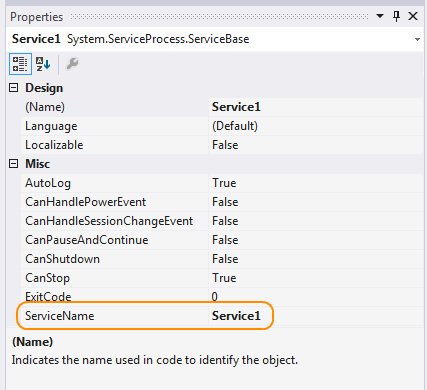 Properties
Service1 System.ServiceProcess.ServiceBase
Design
(Name) Service1
Language (Default)
Localizable False
Misc
AutoLog True
CanHandlePowerEvent False
CanHandleSessionChangeEvent False
CanPauseAndContinue False
CanShutdown False
CanStop True
ExitCode 0
ServiceName Service1
(Name)
Indicates the name used in code to identify the object.